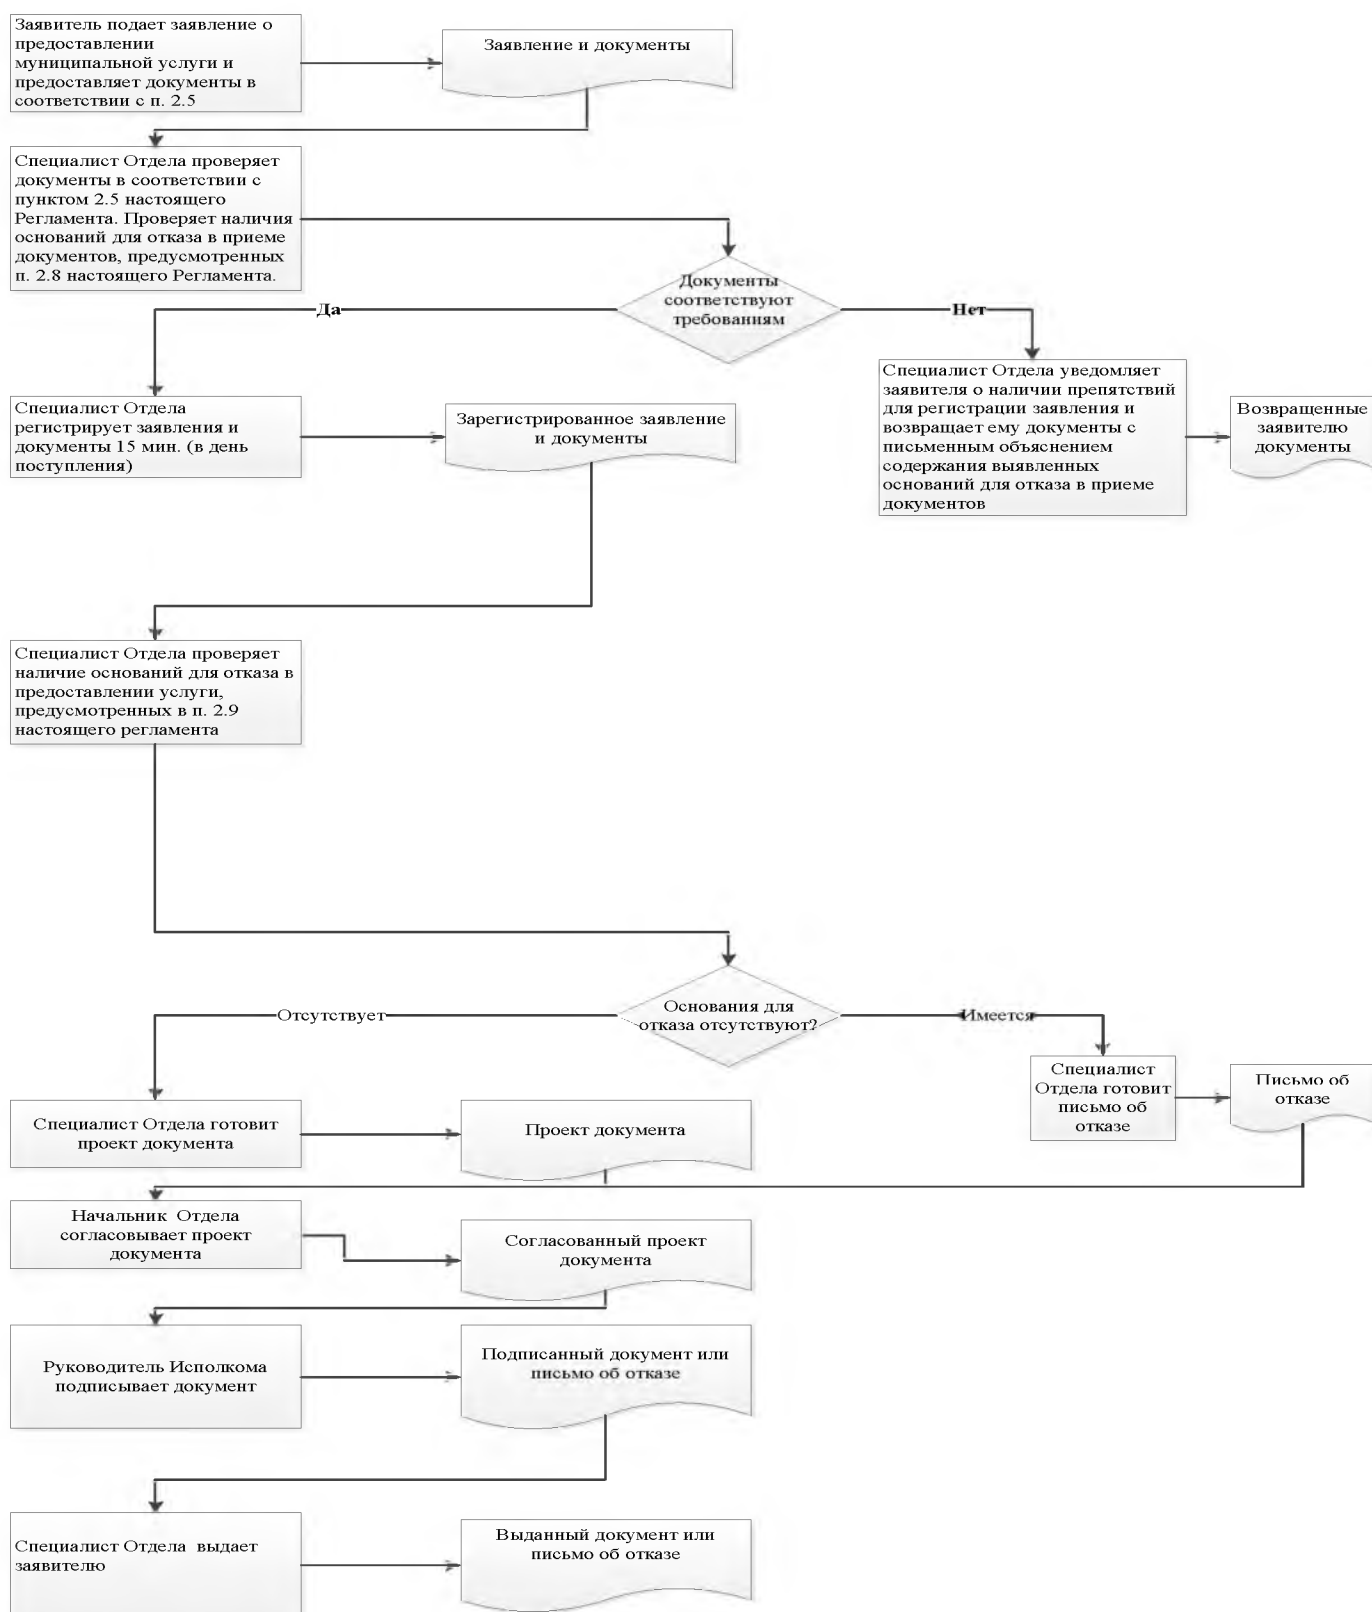 Заявитель подает заявление о
предоставлении
муниципальной услуги и
предоставляет документы в
соответствии с п. 2.5
Заявление и документы
Специалист Отдела проверяет
документы в соответствии с
пунктом 2.5 настоящего
Регламента. Проверяет наличия
оснований для отказа в приеме
документов, предусмотренных
п. 2.8 настоящего Регламента.
Документы
соответствуют
требованиям
Да
Нет
Специалист Отдела
регистрирует заявления и
документы 15 мин. (в день
поступления)
Зарегистрированное заявление
и документы
Специалист Отдела уведомляет
заявителя о наличии препятствий
для регистрации заявления и
возвращает ему документы с
письменным объяснением
содержания выявленных
оснований для отказа в приеме
документов
Возвращенные
заявителю
документы
Специалист Отдела проверяет
наличие оснований для отказа в
предоставлении услуги,
предусмотренных в п. 2.9
настоящего регламента
Основания для
отказа отсутствуют?
Отсутствует
Имеется
Специалист
Отдела готовит
письмо об
отказе
Письмо об
отказе
Специалист Отдела готовит
проект документа
Проект документа
Начальник Отдела
согласовывает проект
документа
Согласованный проект
документа
Руководитель Исполкома
подписывает документ
Подписанный документ или
письмо об отказе
Специалист Отдела выдает
заявителю
Выданный документ или
письмо об отказе